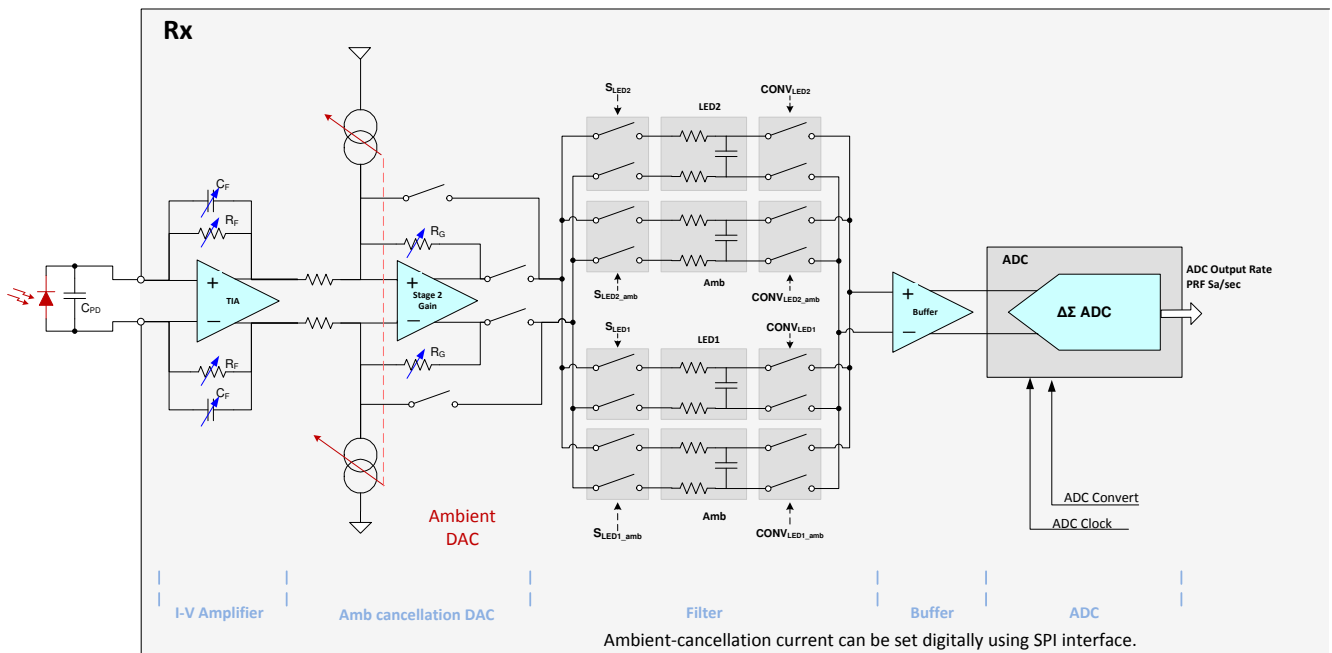 Rx
S_LED2
CONV_LED2
LED2
C_F
R_F
R_G
+
−
TIA
C_PD
+
−
Stage 2
Gain
R_G
R_F
C_F
S_LED2_amb
Amb
CONV_LED2_amb
S_LED1
LED1
CONV_LED1
Amb
S_LED1_amb
CONV_LED1_amb
Ambient
DAC
+
−
Buffer
ADC
ΔΣ ADC
ADC Output Rate
PRF Sa/sec
ADC Convert
ADC Clock
I-V Amplifier
Amb cancellation DAC
Filter
Buffer
ADC
Ambient-cancellation current can be set digitally using SPI interface.